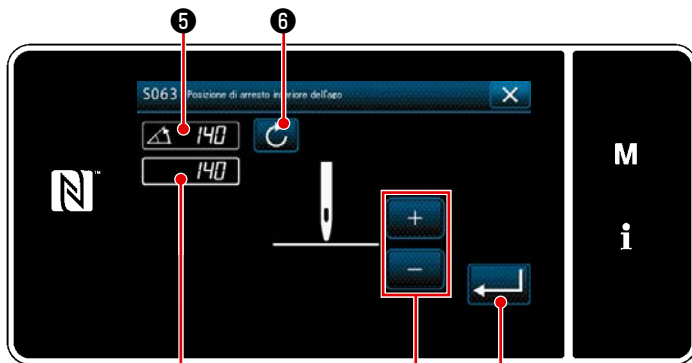 ❺ ❻
S063 Posizione di arresto inferiore dell'ago
140
140
M
i
+
−